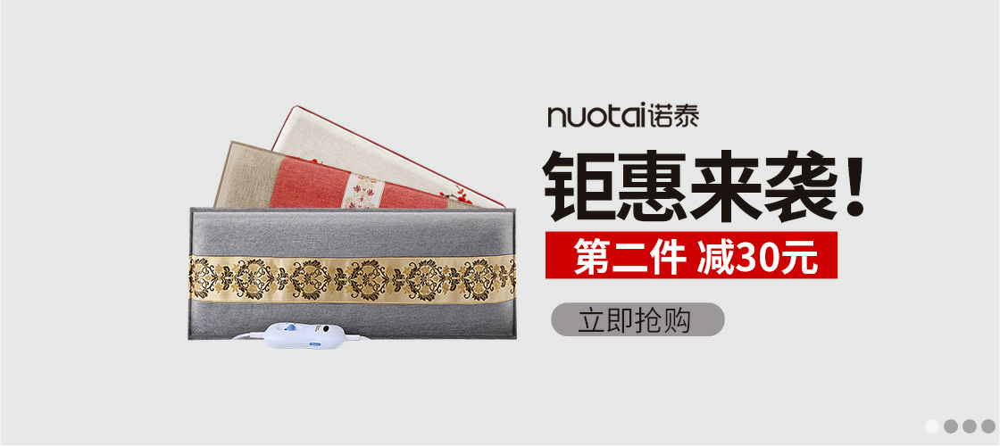 nuotai诺泰
钜惠来袭！
第二件 减30元
立即抢购